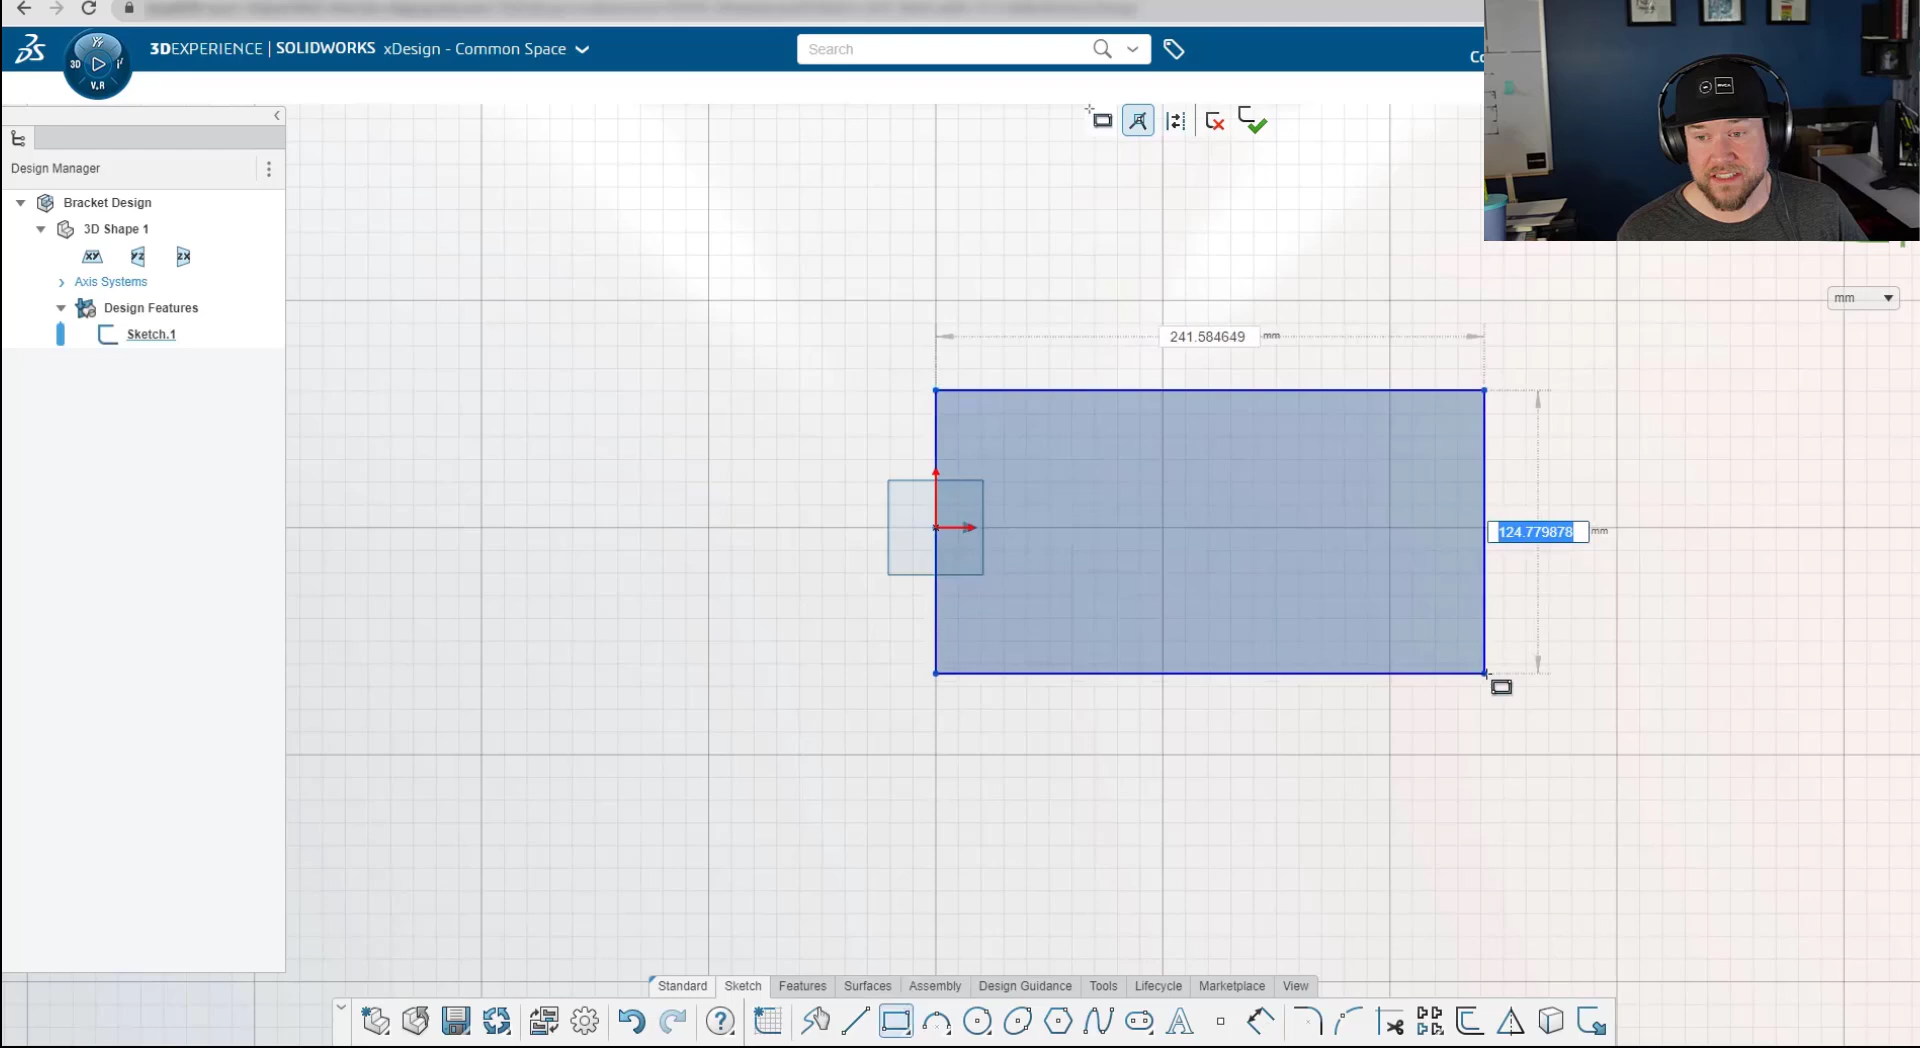 3DEXPERIENCE | SOLIDWORKS xDesign - Common Space
Search
3D
V.R
Design Manager
Bracket Design
3D Shape 1
XY YZ ZX
Axis Systems
Design Features
Sketch.1
mm
241.584649 mm
124.779878 mm
Standard Sketch Features Surfaces Assembly Design Guidance Tools Lifecycle Marketplace View